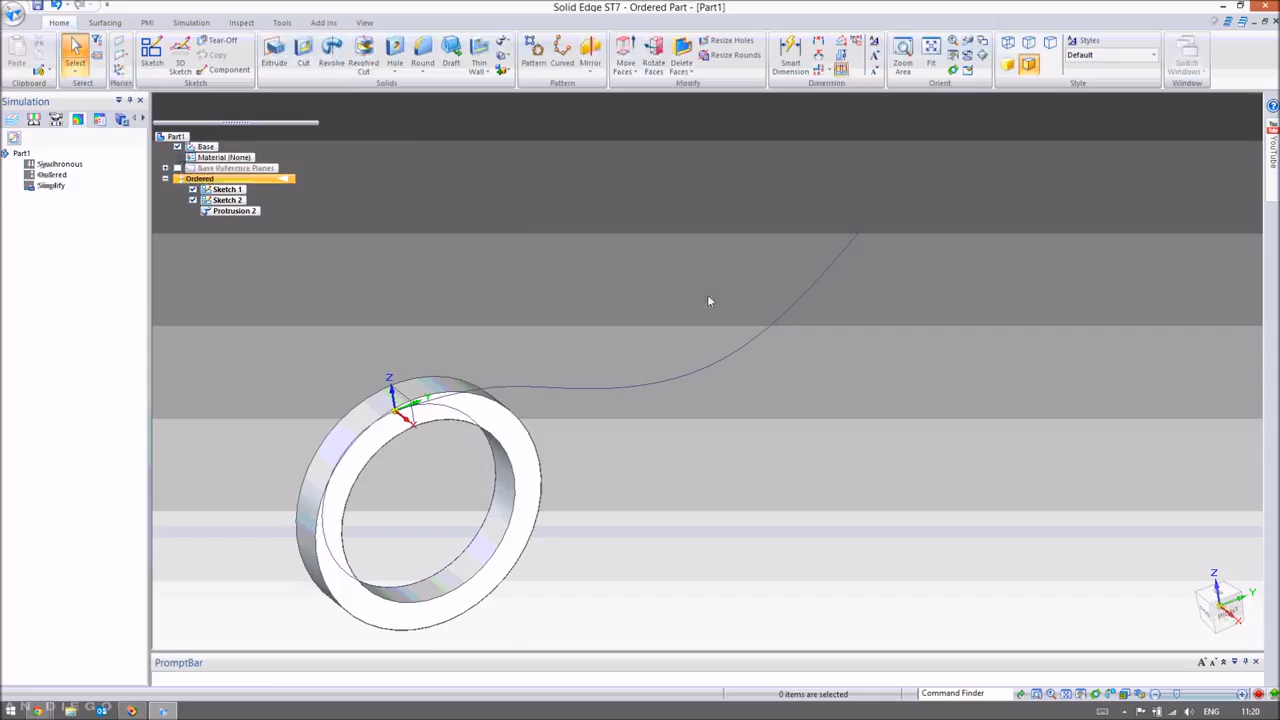 Solid Edge ST7 - Ordered Part - [Part1]
Home Surfacing PMI Simulation Inspect Tools Add Ins View
Paste
Select
Sketch
3D Sketch
Tear-Off
Copy
Component
Extrude
Cut
Revolve
Revolved Cut
Hole
Round
Draft
Thin Wall
Pattern
Curved
Mirror
Move Faces
Rotate Faces
Delete Faces
Resize Holes
Resize Rounds
Smart Dimension
Zoom Area
Fit
Styles
Default
Switch Windows
Clipboard Select Planes Solids Pattern Modify Dimension Orient Style Window
Simulation
Part1
Synchronous
Ordered
Simplify
Part1
Base
Material (None)
Base Reference Planes
Ordered
Sketch 1
Sketch 2
Protrusion 2
Z
Y
X
Z
Y
X
YouTube
PromptBar
0 items are selected
Command Finder
AN DIEGO
ENG
11:20